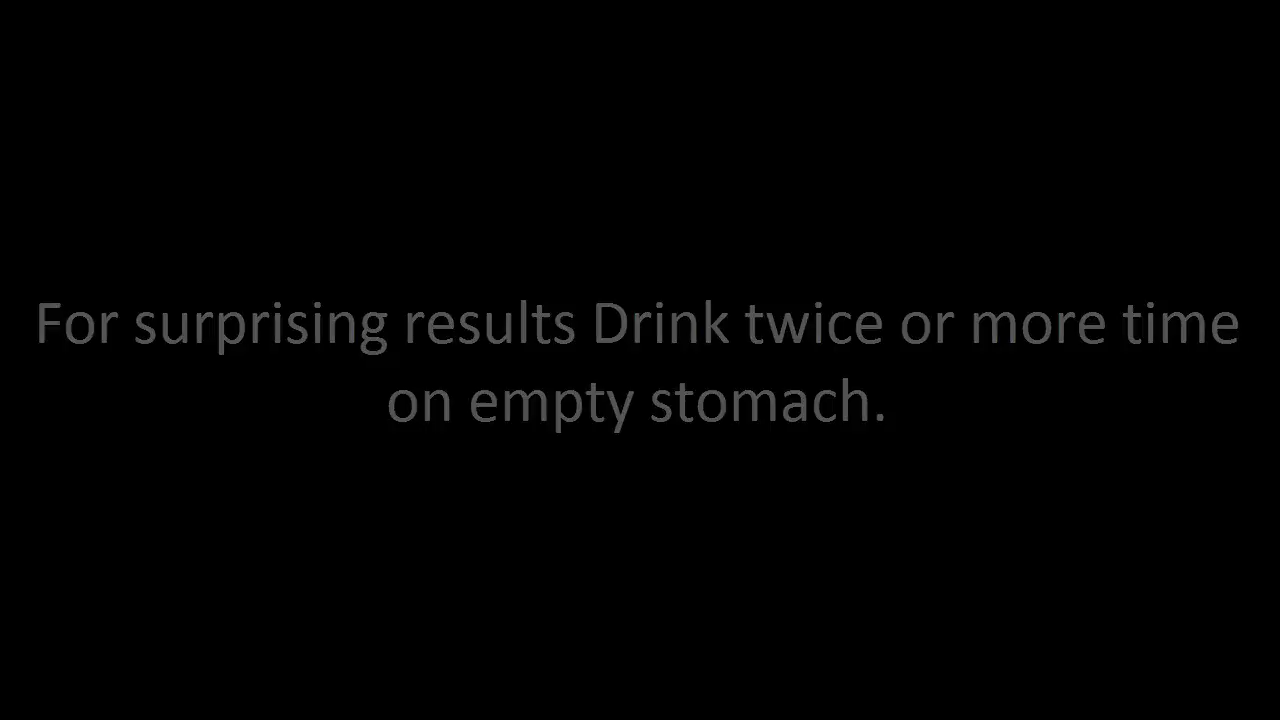 For surprising results Drink twice or more time
on empty stomach.